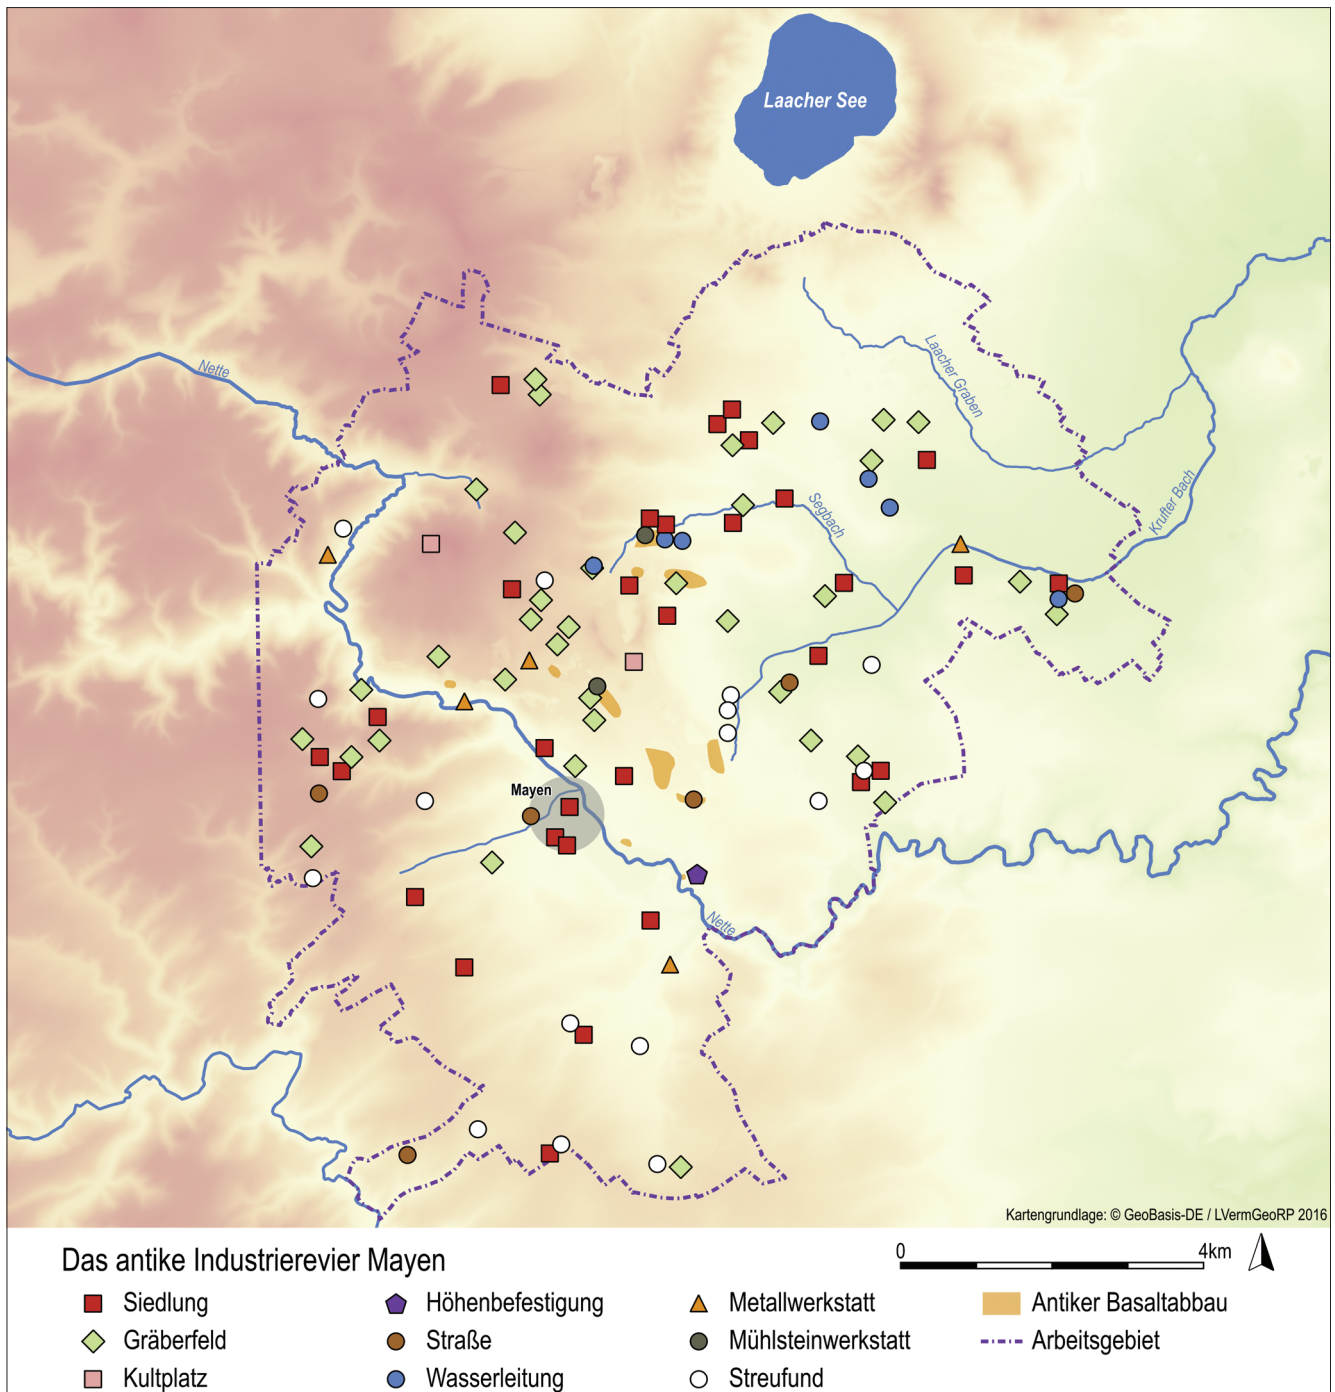 Laacher See
Nette
Laacher Graben
Krufter Bach
Segbach
Mayen
Nette
Kartengrundlage: © GeoBasis-DE / LVermGeoRP 2016
Das antike Industrierevier Mayen
0 4km
Siedlung Höhenbefestigung Metallwerkstatt Antiker Basaltabbau
Gräberfeld Straße Mühlsteinwerkstatt Arbeitsgebiet
Kultplatz Wasserleitung Streufund